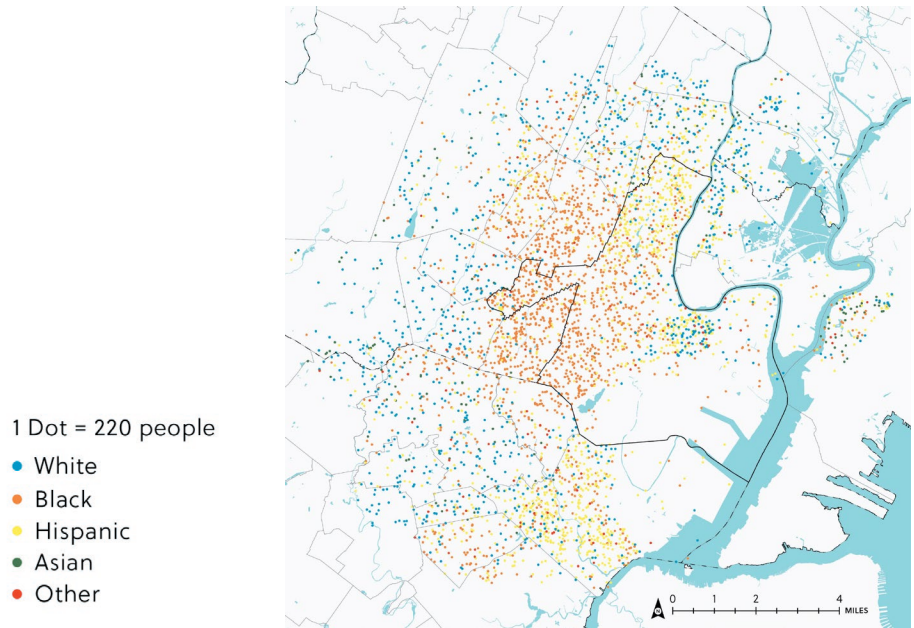 1 Dot = 220 people
White
Black
Hispanic
Asian
Other
0 1 2 4 MILES